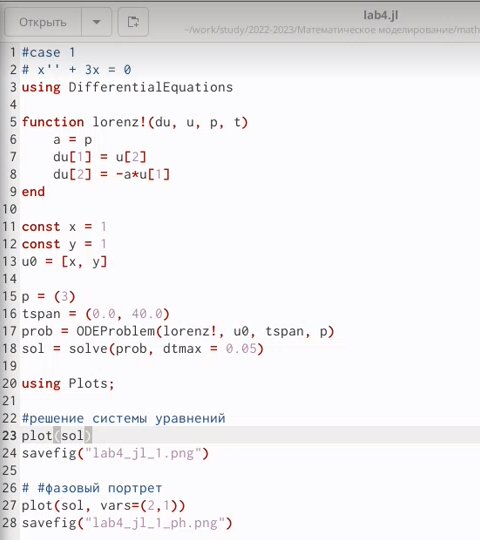 Открыть
lab4.jl
~/work/study/2022-2023/Математическое моделирование/math
1 #case 1
2 # x'' + 3x = 0
3 using DifferentialEquations
4
5 function lorenz!(du, u, p, t)
6     a = p
7     du[1] = u[2]
8     du[2] = -a*u[1]
9 end
10
11 const x = 1
12 const y = 1
13 u0 = [x, y]
14
15 p = (3)
16 tspan = (0.0, 40.0)
17 prob = ODEProblem(lorenz!, u0, tspan, p)
18 sol = solve(prob, dtmax = 0.05)
19
20 using Plots;
21
22 #решение системы уравнений
23 plot(sol)
24 savefig("lab4_jl_1.png")
25
26 # #фазовый портрет
27 plot(sol, vars=(2,1))
28 savefig("lab4_jl_1_ph.png")